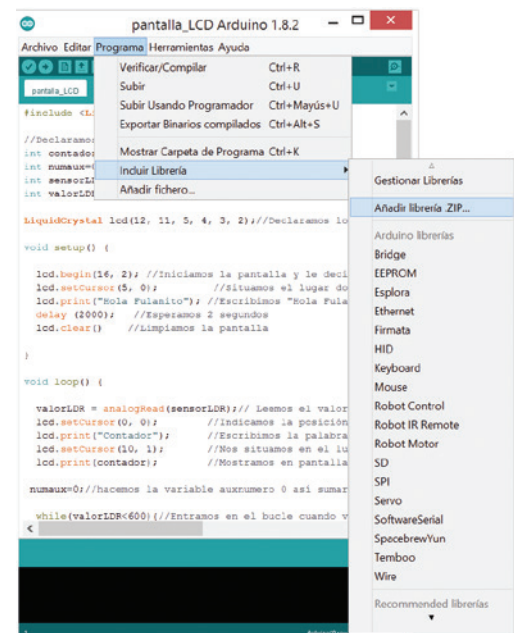 pantalla_LCD Arduino 1.8.2
Archivo Editar Programa Herramientas Ayuda
pantalla_LCD
Verificar/Compilar Ctrl+R
Subir Ctrl+U
Subir Usando Programador Ctrl+Mayús+U
Exportar Binarios compilados Ctrl+Alt+S
Mostrar Carpeta de Programa Ctrl+K
Incluir Librería
Añadir fichero...
Gestionar Librerías
Añadir librería .ZIP...
Arduino librerías
Bridge
EEPROM
Esplora
Ethernet
Firmata
HID
Keyboard
Mouse
Robot Control
Robot IR Remote
Robot Motor
SD
SPI
Servo
SoftwareSerial
SpacebrewYun
Temboo
Wire
Recommended librerías
#include <Li
//Declaramos
int contado
int numaux=
int sensorL
int valorLD
LiquidCrystal lcd(12, 11, 5, 4, 3, 2);//Declaramos lo
void setup() {
lcd.begin(16, 2); //Iniciamos la pantalla y le deci
lcd.setCursor(5, 0); //Situamos el lugar do
lcd.print("Hola Fulanito"); //Escribimos "Hola Fula
delay (2000); //Esperamos 2 segundos
lcd.clear() //Limpiamos la pantalla
}
void loop() {
valorLDR = analogRead(sensorLDR);// Leemos el valor
lcd.setCursor(0, 0); //Indicamos la posición
lcd.print("Contador"); //Escribimos la palabra
lcd.setCursor(10, 1); //Nos situamos en el lu
lcd.print(contador); //Mostramos en pantalla
numaux=0;//hacemos la variable auxnumero 0 así sumar
while(valorLDR<600){//Entramos en el bucle cuando v